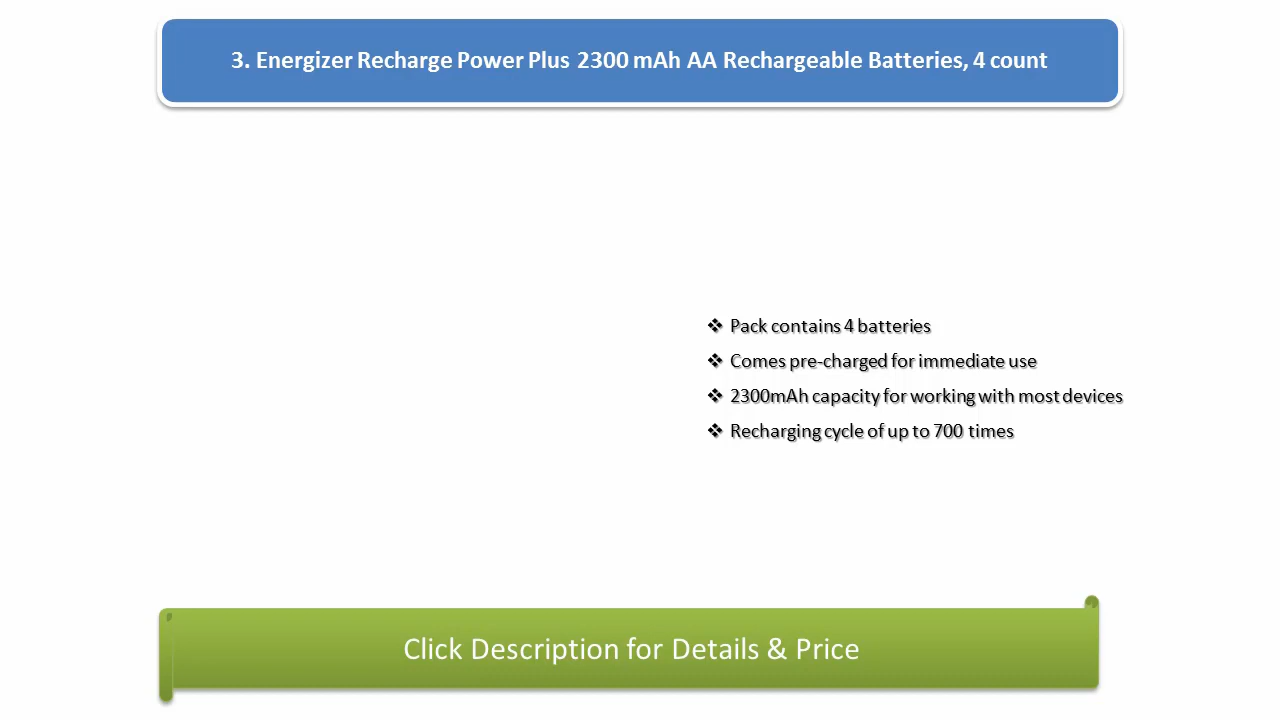 3. Energizer Recharge Power Plus 2300 mAh AA Rechargeable Batteries, 4 count
❖ Pack contains 4 batteries
❖ Comes pre-charged for immediate use
❖ 2300mAh capacity for working with most devices
❖ Recharging cycle of up to 700 times
Click Description for Details & Price